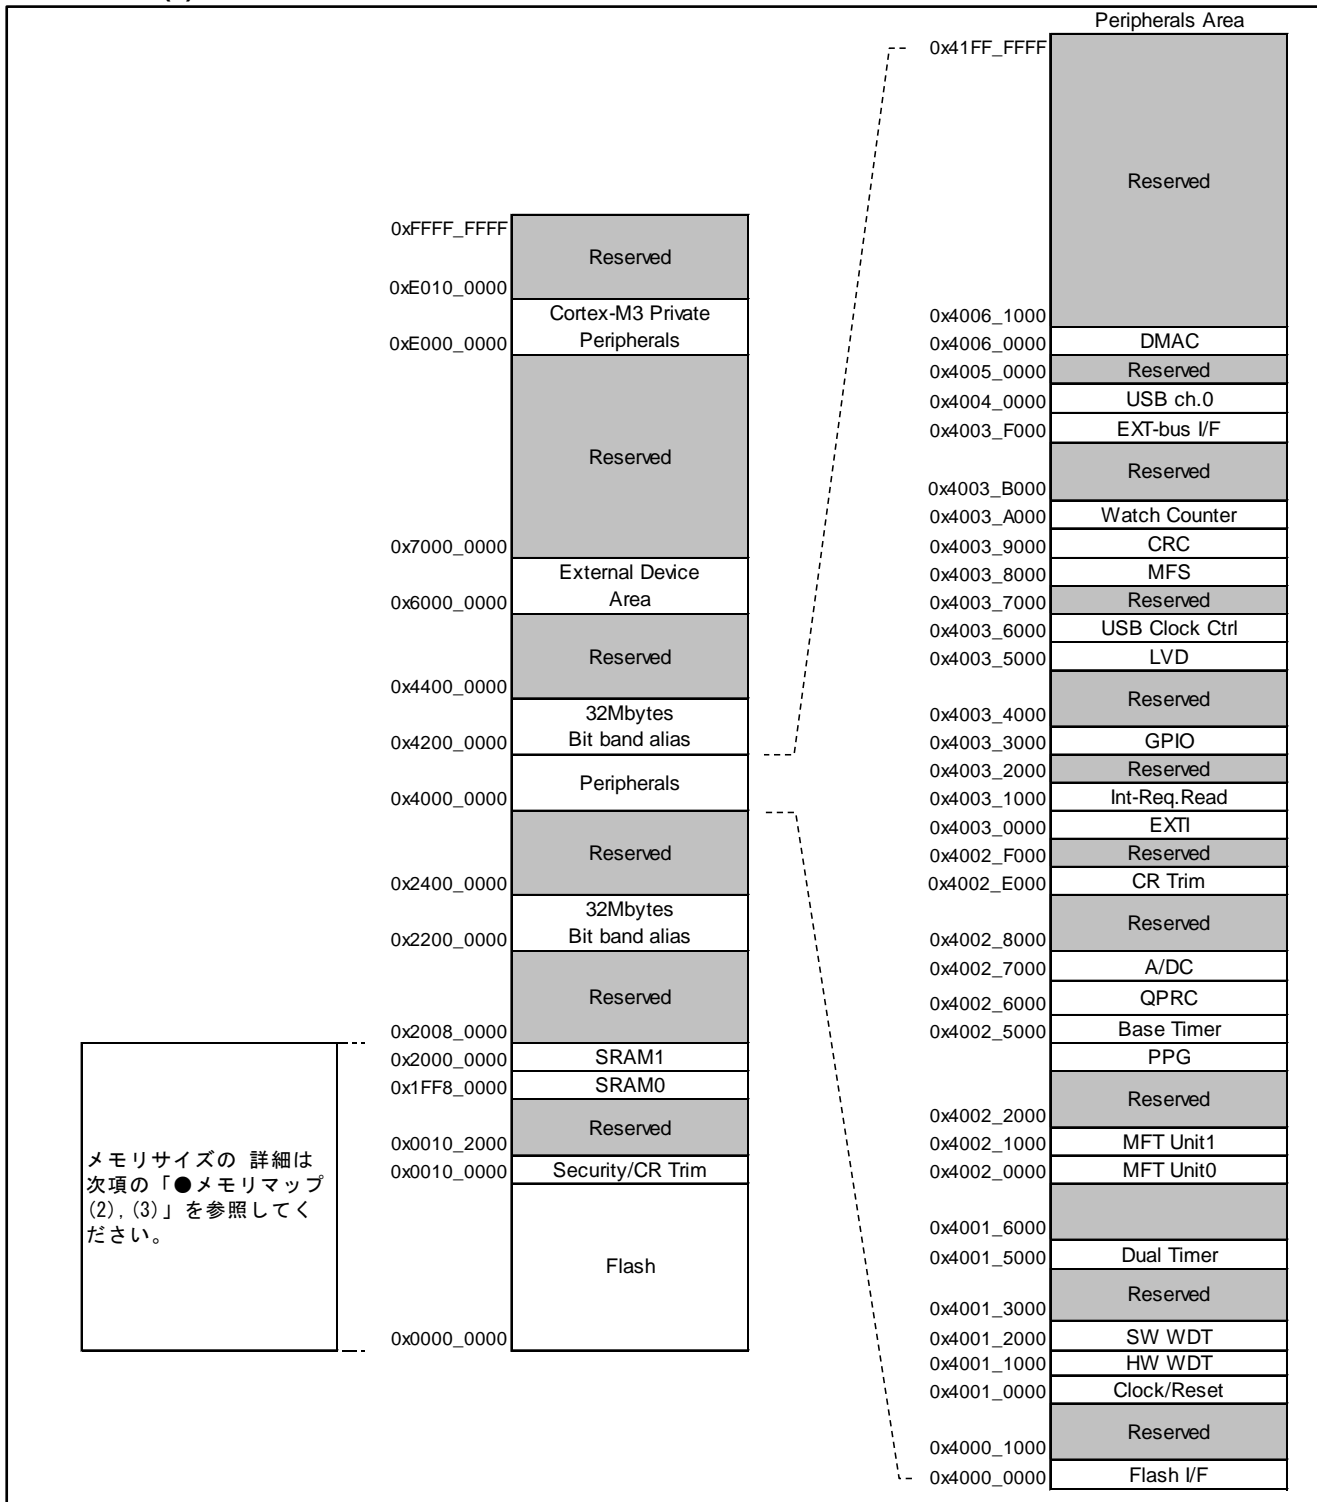 Peripherals Area
0x41FF_FFFF
Reserved
0x4006_1000
0x4006_0000 DMAC
0x4005_0000 Reserved
0x4004_0000 USB ch.0
0x4003_F000 EXT-bus I/F
Reserved
0x4003_B000
0x4003_A000 Watch Counter
0x4003_9000 CRC
0x4003_8000 MFS
0x4003_7000 Reserved
0x4003_6000 USB Clock Ctrl
0x4003_5000 LVD
Reserved
0x4003_4000
0x4003_3000 GPIO
0x4003_2000 Reserved
0x4003_1000 Int-Req.Read
0x4003_0000 EXTI
0x4002_F000 Reserved
0x4002_E000 CR Trim
Reserved
0x4002_8000
0x4002_7000 A/DC
0x4002_6000 QPRC
0x4002_5000 Base Timer
PPG
Reserved
0x4002_2000
0x4002_1000 MFT Unit1
0x4002_0000 MFT Unit0
0x4001_6000
0x4001_5000 Dual Timer
Reserved
0x4001_3000
0x4001_2000 SW WDT
0x4001_1000 HW WDT
0x4001_0000 Clock/Reset
Reserved
0x4000_1000
0x4000_0000 Flash I/F
0xFFFF_FFFF
Reserved
0xE010_0000
Cortex-M3 Private
0xE000_0000 Peripherals
Reserved
0x7000_0000
External Device
0x6000_0000 Area
Reserved
0x4400_0000
32Mbytes
0x4200_0000 Bit band alias
Peripherals
0x4000_0000
Reserved
0x2400_0000
32Mbytes
0x2200_0000 Bit band alias
Reserved
0x2008_0000
0x2000_0000 SRAM1
0x1FF8_0000 SRAM0
Reserved
0x0010_2000
0x0010_0000 Security/CR Trim
Flash
0x0000_0000
メモリサイズの 詳細は
次項の「●メモリマップ
(2),(3)」を参照してく
ださい。